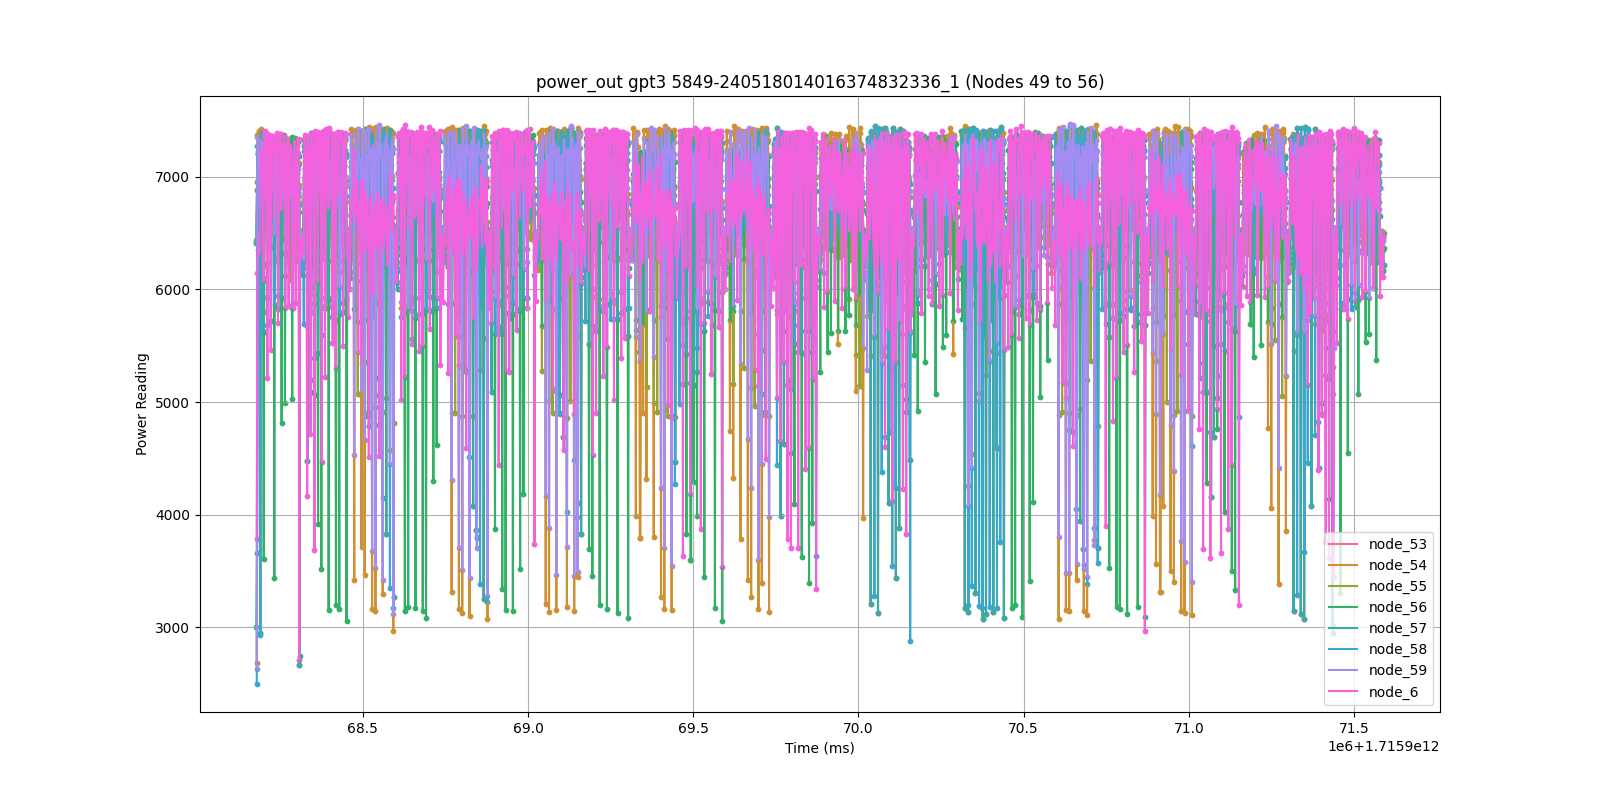 power_out gpt3 5849-240518014016374832336_1 (Nodes 49 to 56)
Power Reading
7000
6000
5000
4000
3000
68.5 69.0 69.5 70.0 70.5 71.0 71.5
1e6+1.7159e12
Time (ms)
node_53
node_54
node_55
node_56
node_57
node_58
node_59
node_6